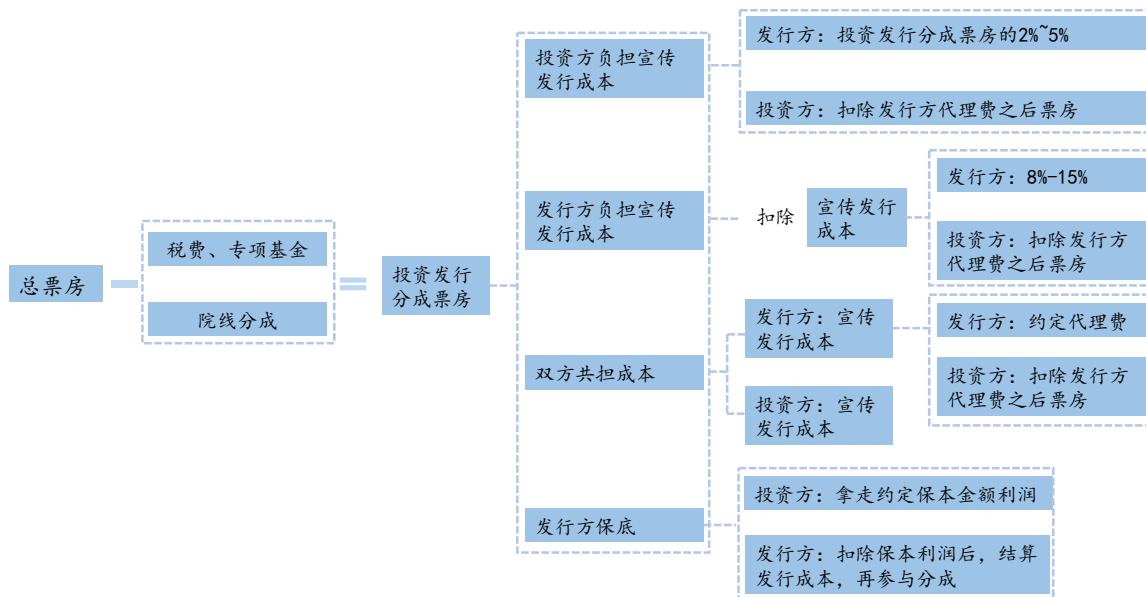 总票房
税费、专项基金
院线分成
投资发行
分成票房
投资方负担宣传
发行成本
发行方：投资发行分成票房的2%~5%
投资方：扣除发行方代理费之后票房
发行方负担宣传
发行成本
扣除
宣传发行
成本
发行方：8%-15%
投资方：扣除发行方
代理费之后票房
双方共担成本
发行方：宣传
发行成本
投资方：宣传
发行成本
发行方：约定代理费
投资方：扣除发行方
代理费之后票房
发行方保底
投资方：拿走约定保本金额利润
发行方：扣除保本利润后，结算
发行成本，再参与分成